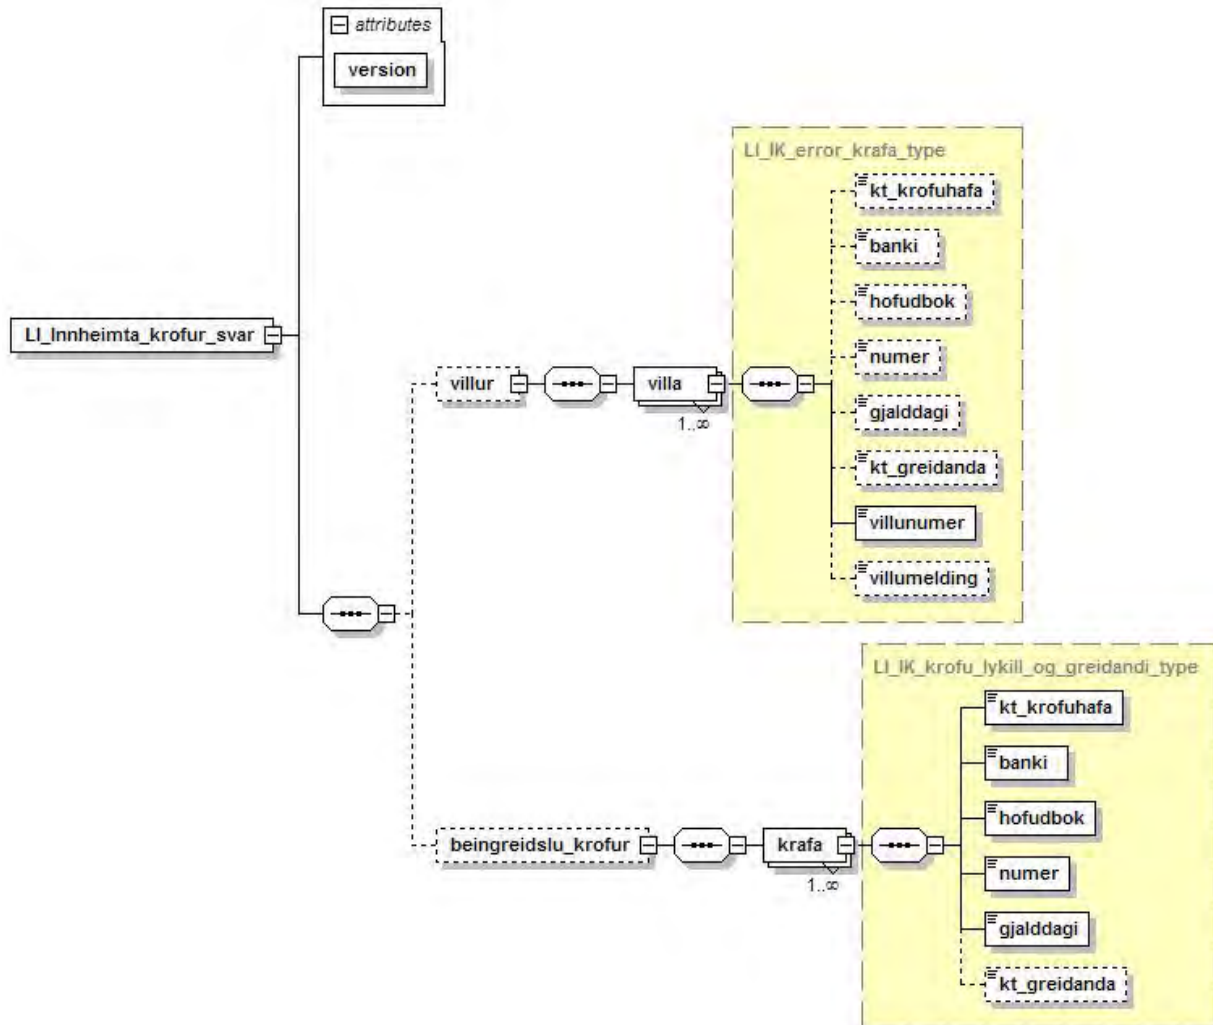 attributes
version
LI_IK_error_krafa_type
kt_krofuhafa
banki
hofudbok
numer
LI_Innheimta_krofur_svar
villur
villa
1..∞
gjalddagi
kt_greidanda
villunumer
villumelding
LI_IK_krofu_lykill_og_greidandi_type
kt_krofuhafa
banki
hofudbok
beingreidslu_krofur
krafa
1..∞
numer
gjalddagi
kt_greidanda